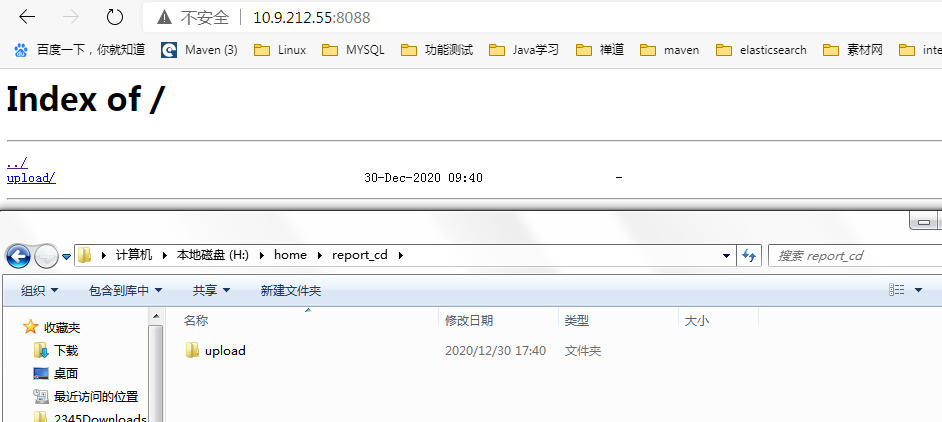 不安全 10.9.212.55:8088
百度一下，你就知道 Maven (3) Linux MYSQL 功能测试 Java学习 禅道 maven elasticsearch 素材网 inte
Index of /
../
upload/ 30-Dec-2020 09:40 -
计算机 本地磁盘 (H:) home report_cd 搜索 report_cd
组织 包含到库中 共享 新建文件夹
名称 修改日期 类型 大小
收藏夹
upload 2020/12/30 17:40 文件夹
下载
桌面
最近访问的位置
2345Downloads